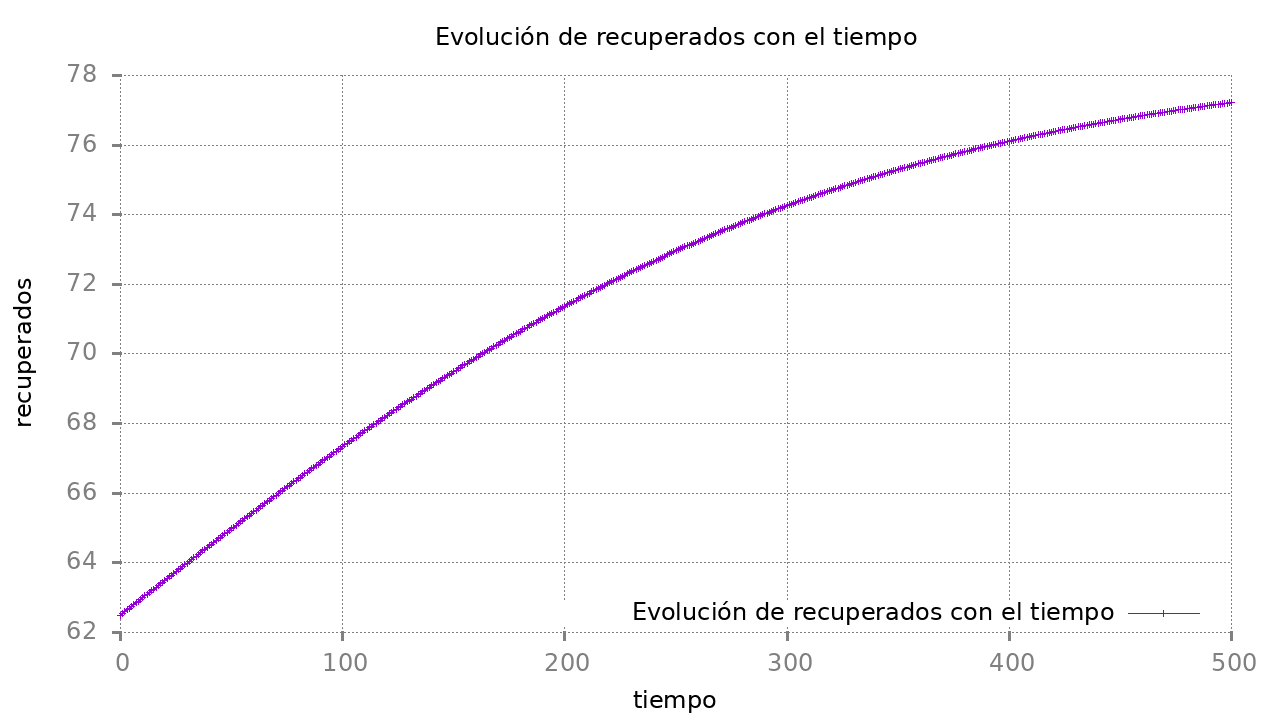 Evolución de recuperados con el tiempo
78
76
74
72
70
68
66
64
62
recuperados
Evolución de recuperados con el tiempo
0 100 200 300 400 500
tiempo